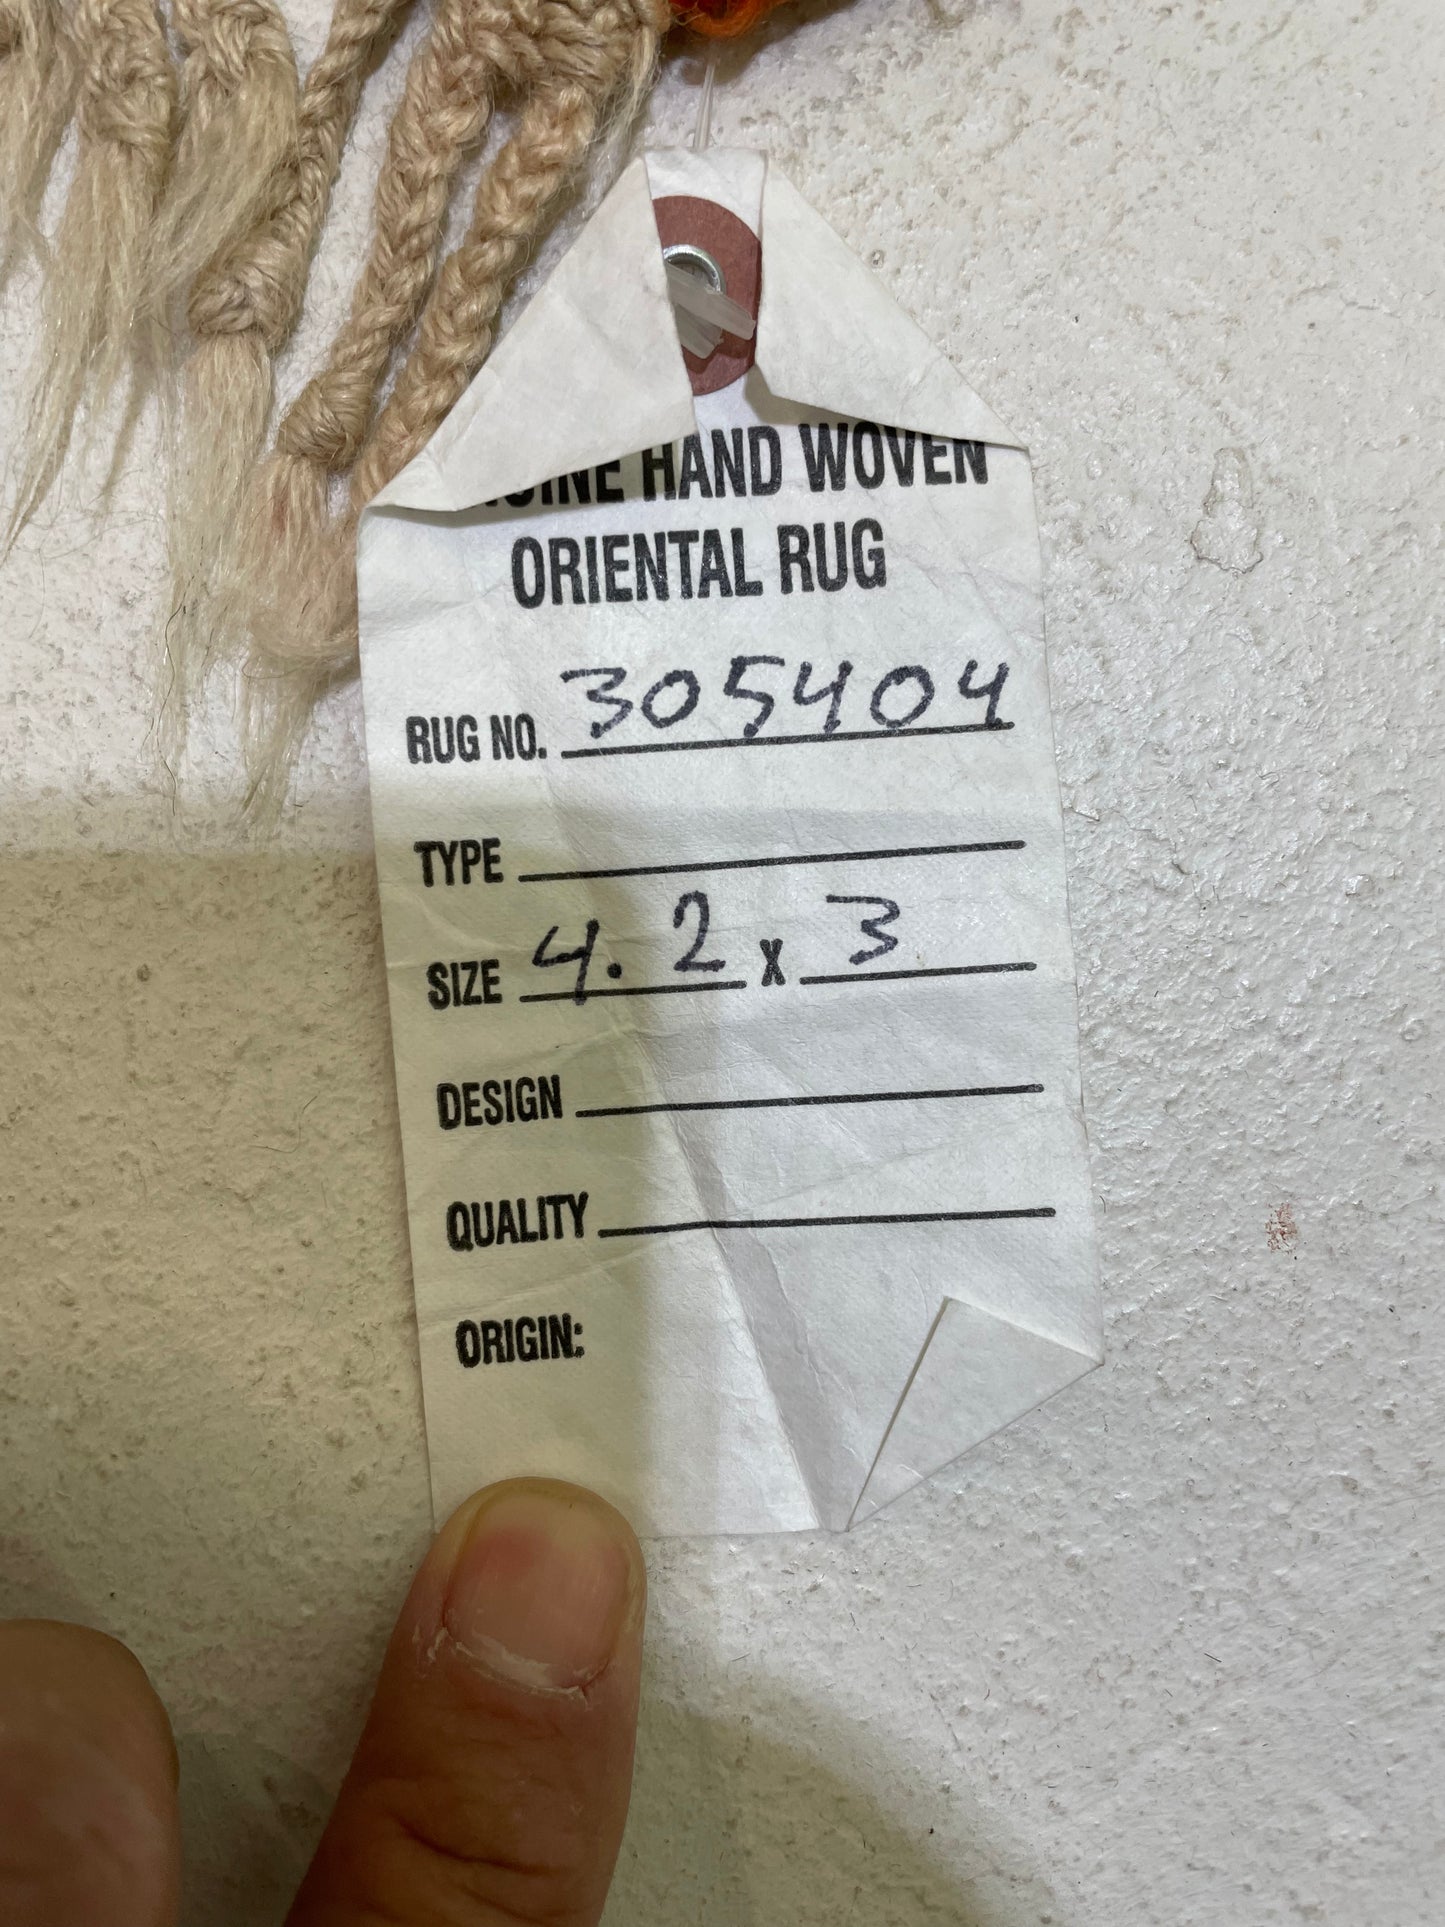 HAND WOVEN
ORIENTAL RUG
RUG NO. 305404
TYPE
SIZE 4.2 x 3
DESIGN
QUALITY
ORIGIN: